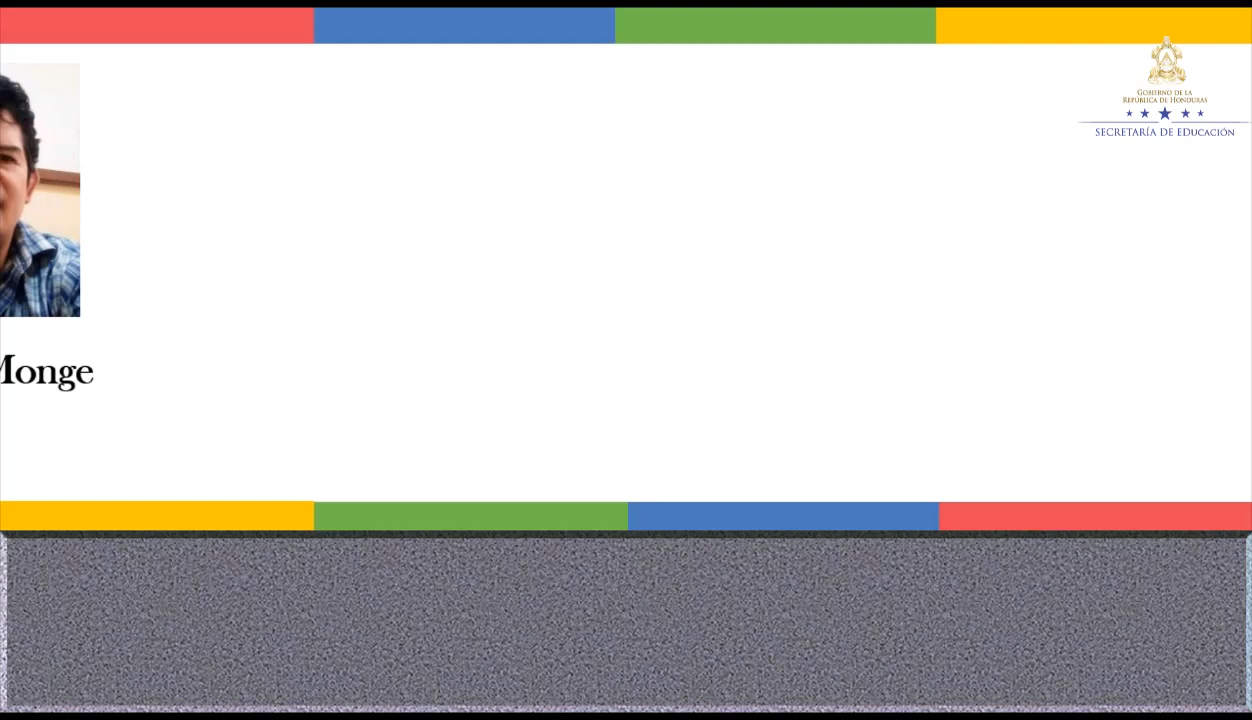 GOBIERNO DE LA
REPÚBLICA DE HONDURAS
SECRETARÍA DE EDUCACIÓN
Monge